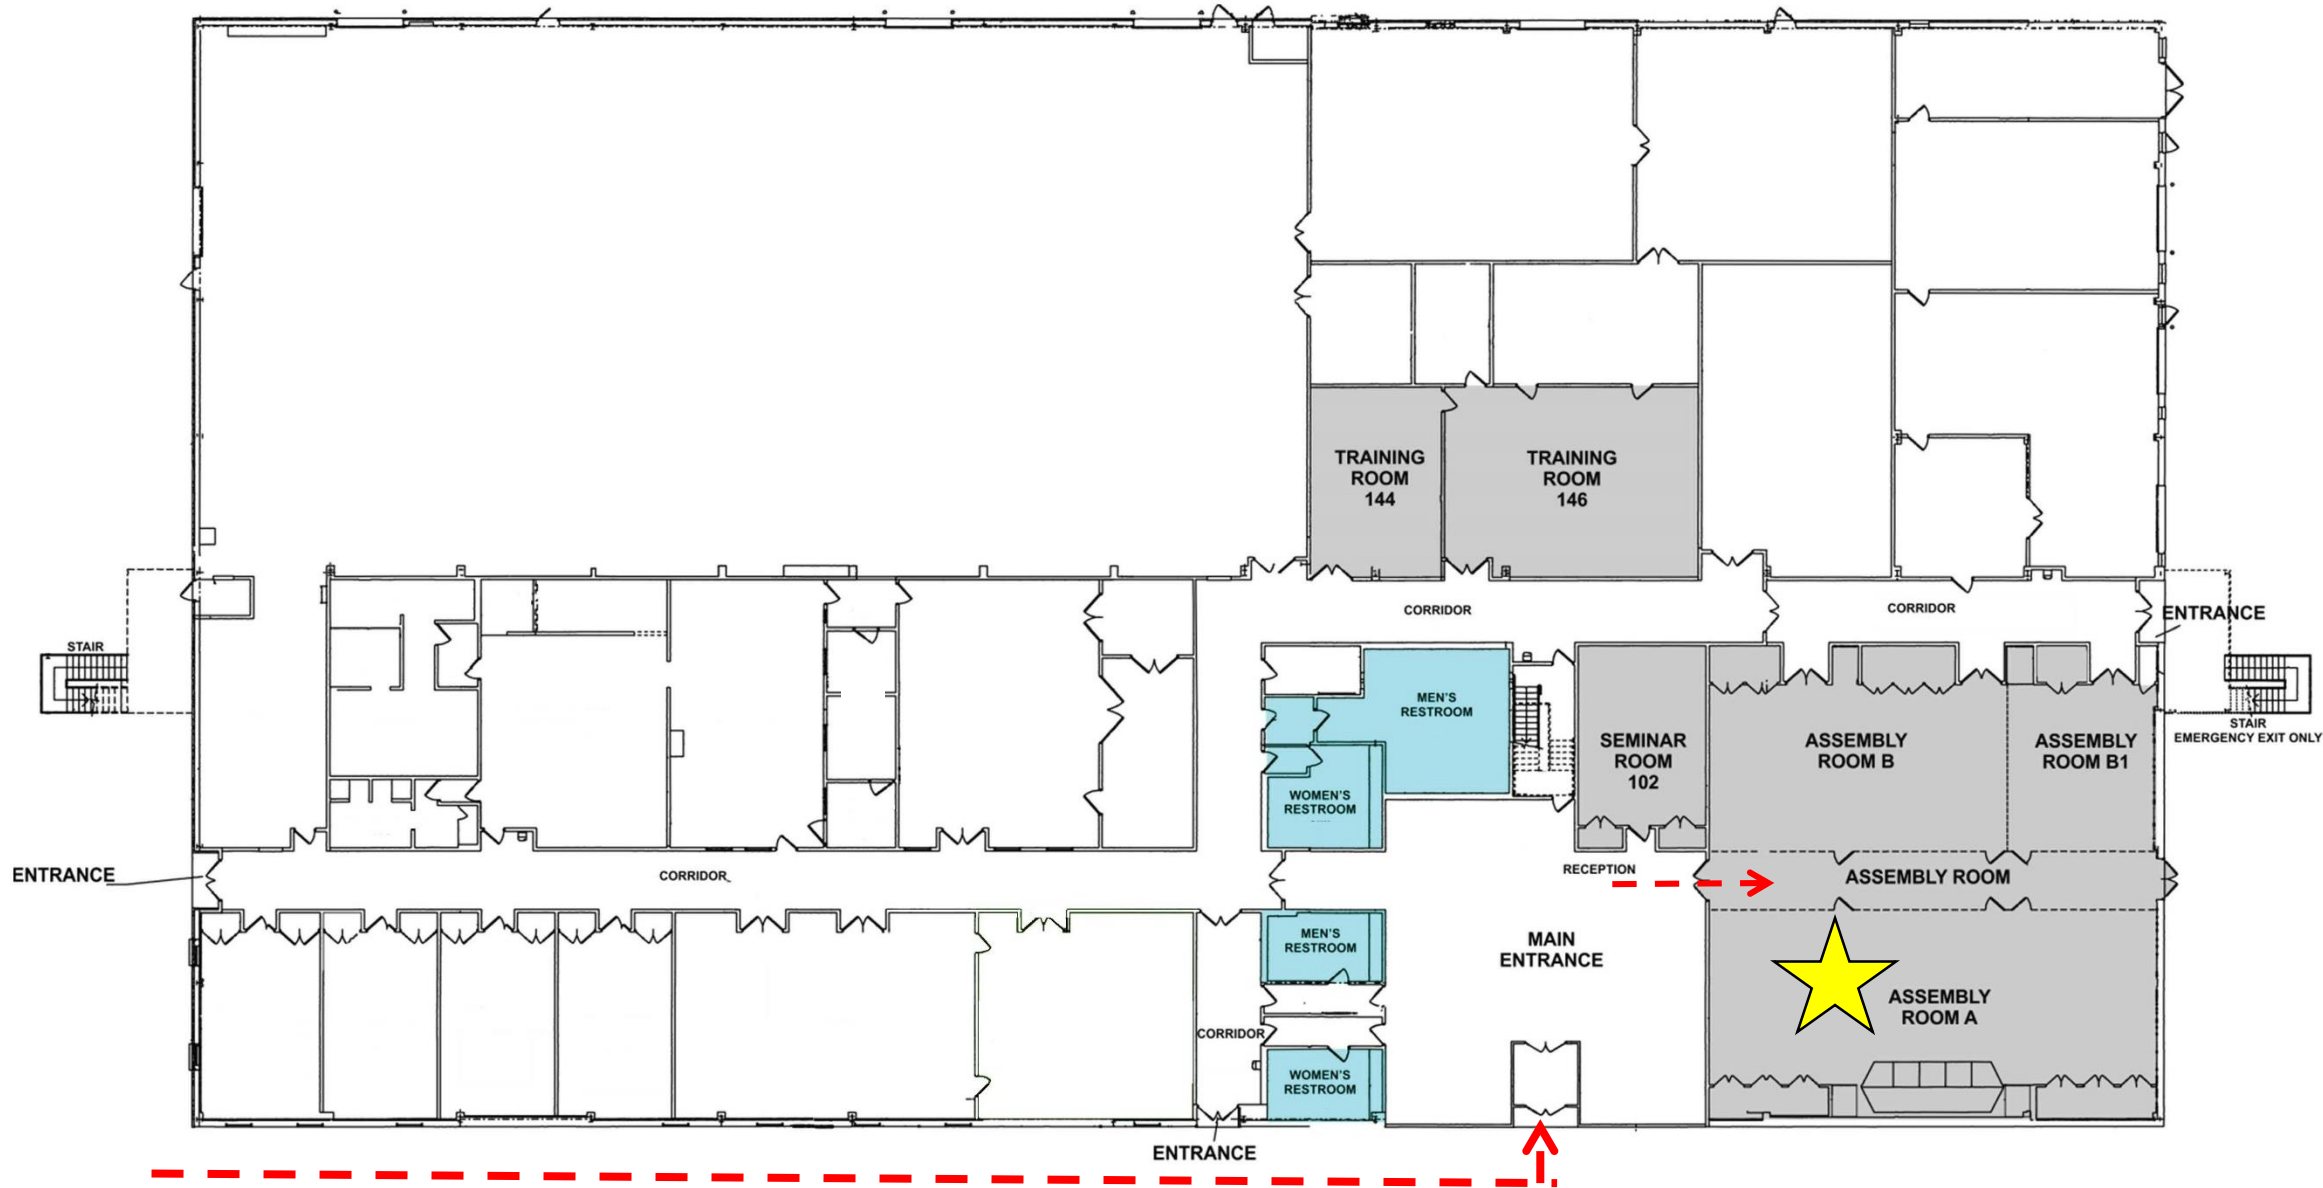 TRAINING
ROOM
144
TRAINING
ROOM
146
CORRIDOR
CORRIDOR
ENTRANCE
STAIR
MEN'S
RESTROOM
SEMINAR
ROOM
102
ASSEMBLY
ROOM B
ASSEMBLY
ROOM B1
STAIR
EMERGENCY EXIT ONLY
WOMEN'S
RESTROOM
ENTRANCE
CORRIDOR
RECEPTION
ASSEMBLY ROOM
MEN'S
RESTROOM
MAIN
ENTRANCE
ASSEMBLY
ROOM A
CORRIDOR
WOMEN'S
RESTROOM
ENTRANCE